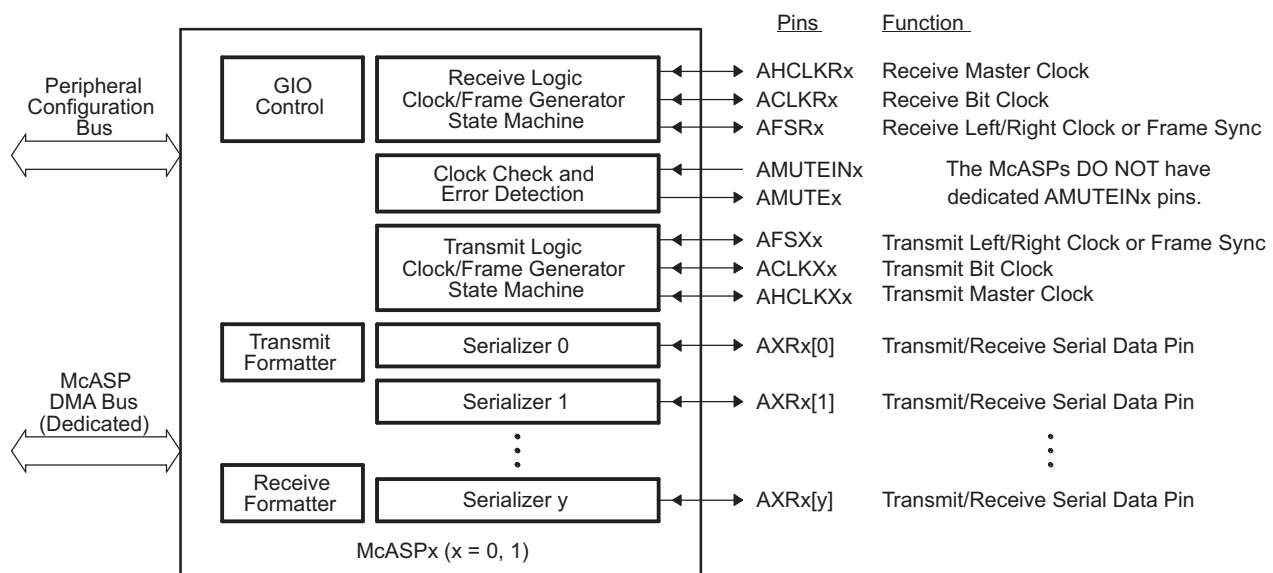 Pins Function
Peripheral
Configuration
Bus
GIO
Control
Receive Logic
Clock/Frame Generator
State Machine
AHCLKRx Receive Master Clock
ACLKRx Receive Bit Clock
AFSRx Receive Left/Right Clock or Frame Sync
Clock Check and
Error Detection
AMUTEINx
AMUTEx
The McASPs DO NOT have
dedicated AMUTEINx pins.
Transmit Logic
Clock/Frame Generator
State Machine
AFSXx Transmit Left/Right Clock or Frame Sync
ACLKXx Transmit Bit Clock
AHCLKXx Transmit Master Clock
McASP
DMA Bus
(Dedicated)
Transmit
Formatter
Serializer 0 AXRx[0] Transmit/Receive Serial Data Pin
Serializer 1 AXRx[1] Transmit/Receive Serial Data Pin
Receive
Formatter
Serializer y AXRx[y] Transmit/Receive Serial Data Pin
McASPx (x = 0, 1)